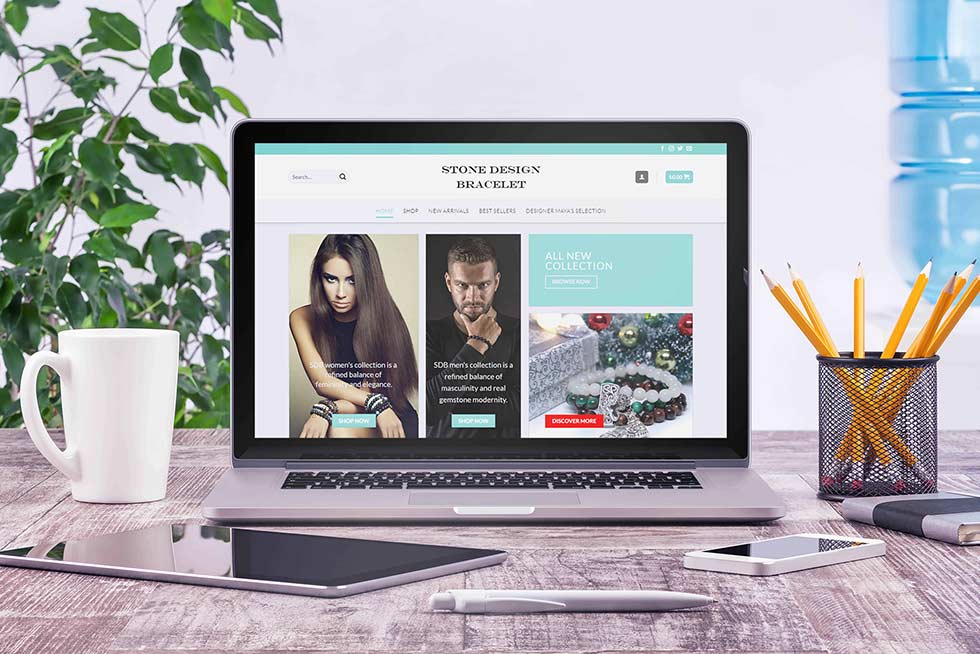 Search...
STONE DESIGN
BRACELET
$0.00
HOME SHOP NEW ARRIVALS BEST SELLERS DESIGNER MAYA'S SELECTION
SDB women's collection is a
refined balance of
femininity and elegance.
SHOP NOW
SDB men's collection is a
refined balance of
masculinity and real
gemstone modernity.
SHOP NOW
ALL NEW
COLLECTION
BROWSE NOW
DISCOVER MORE